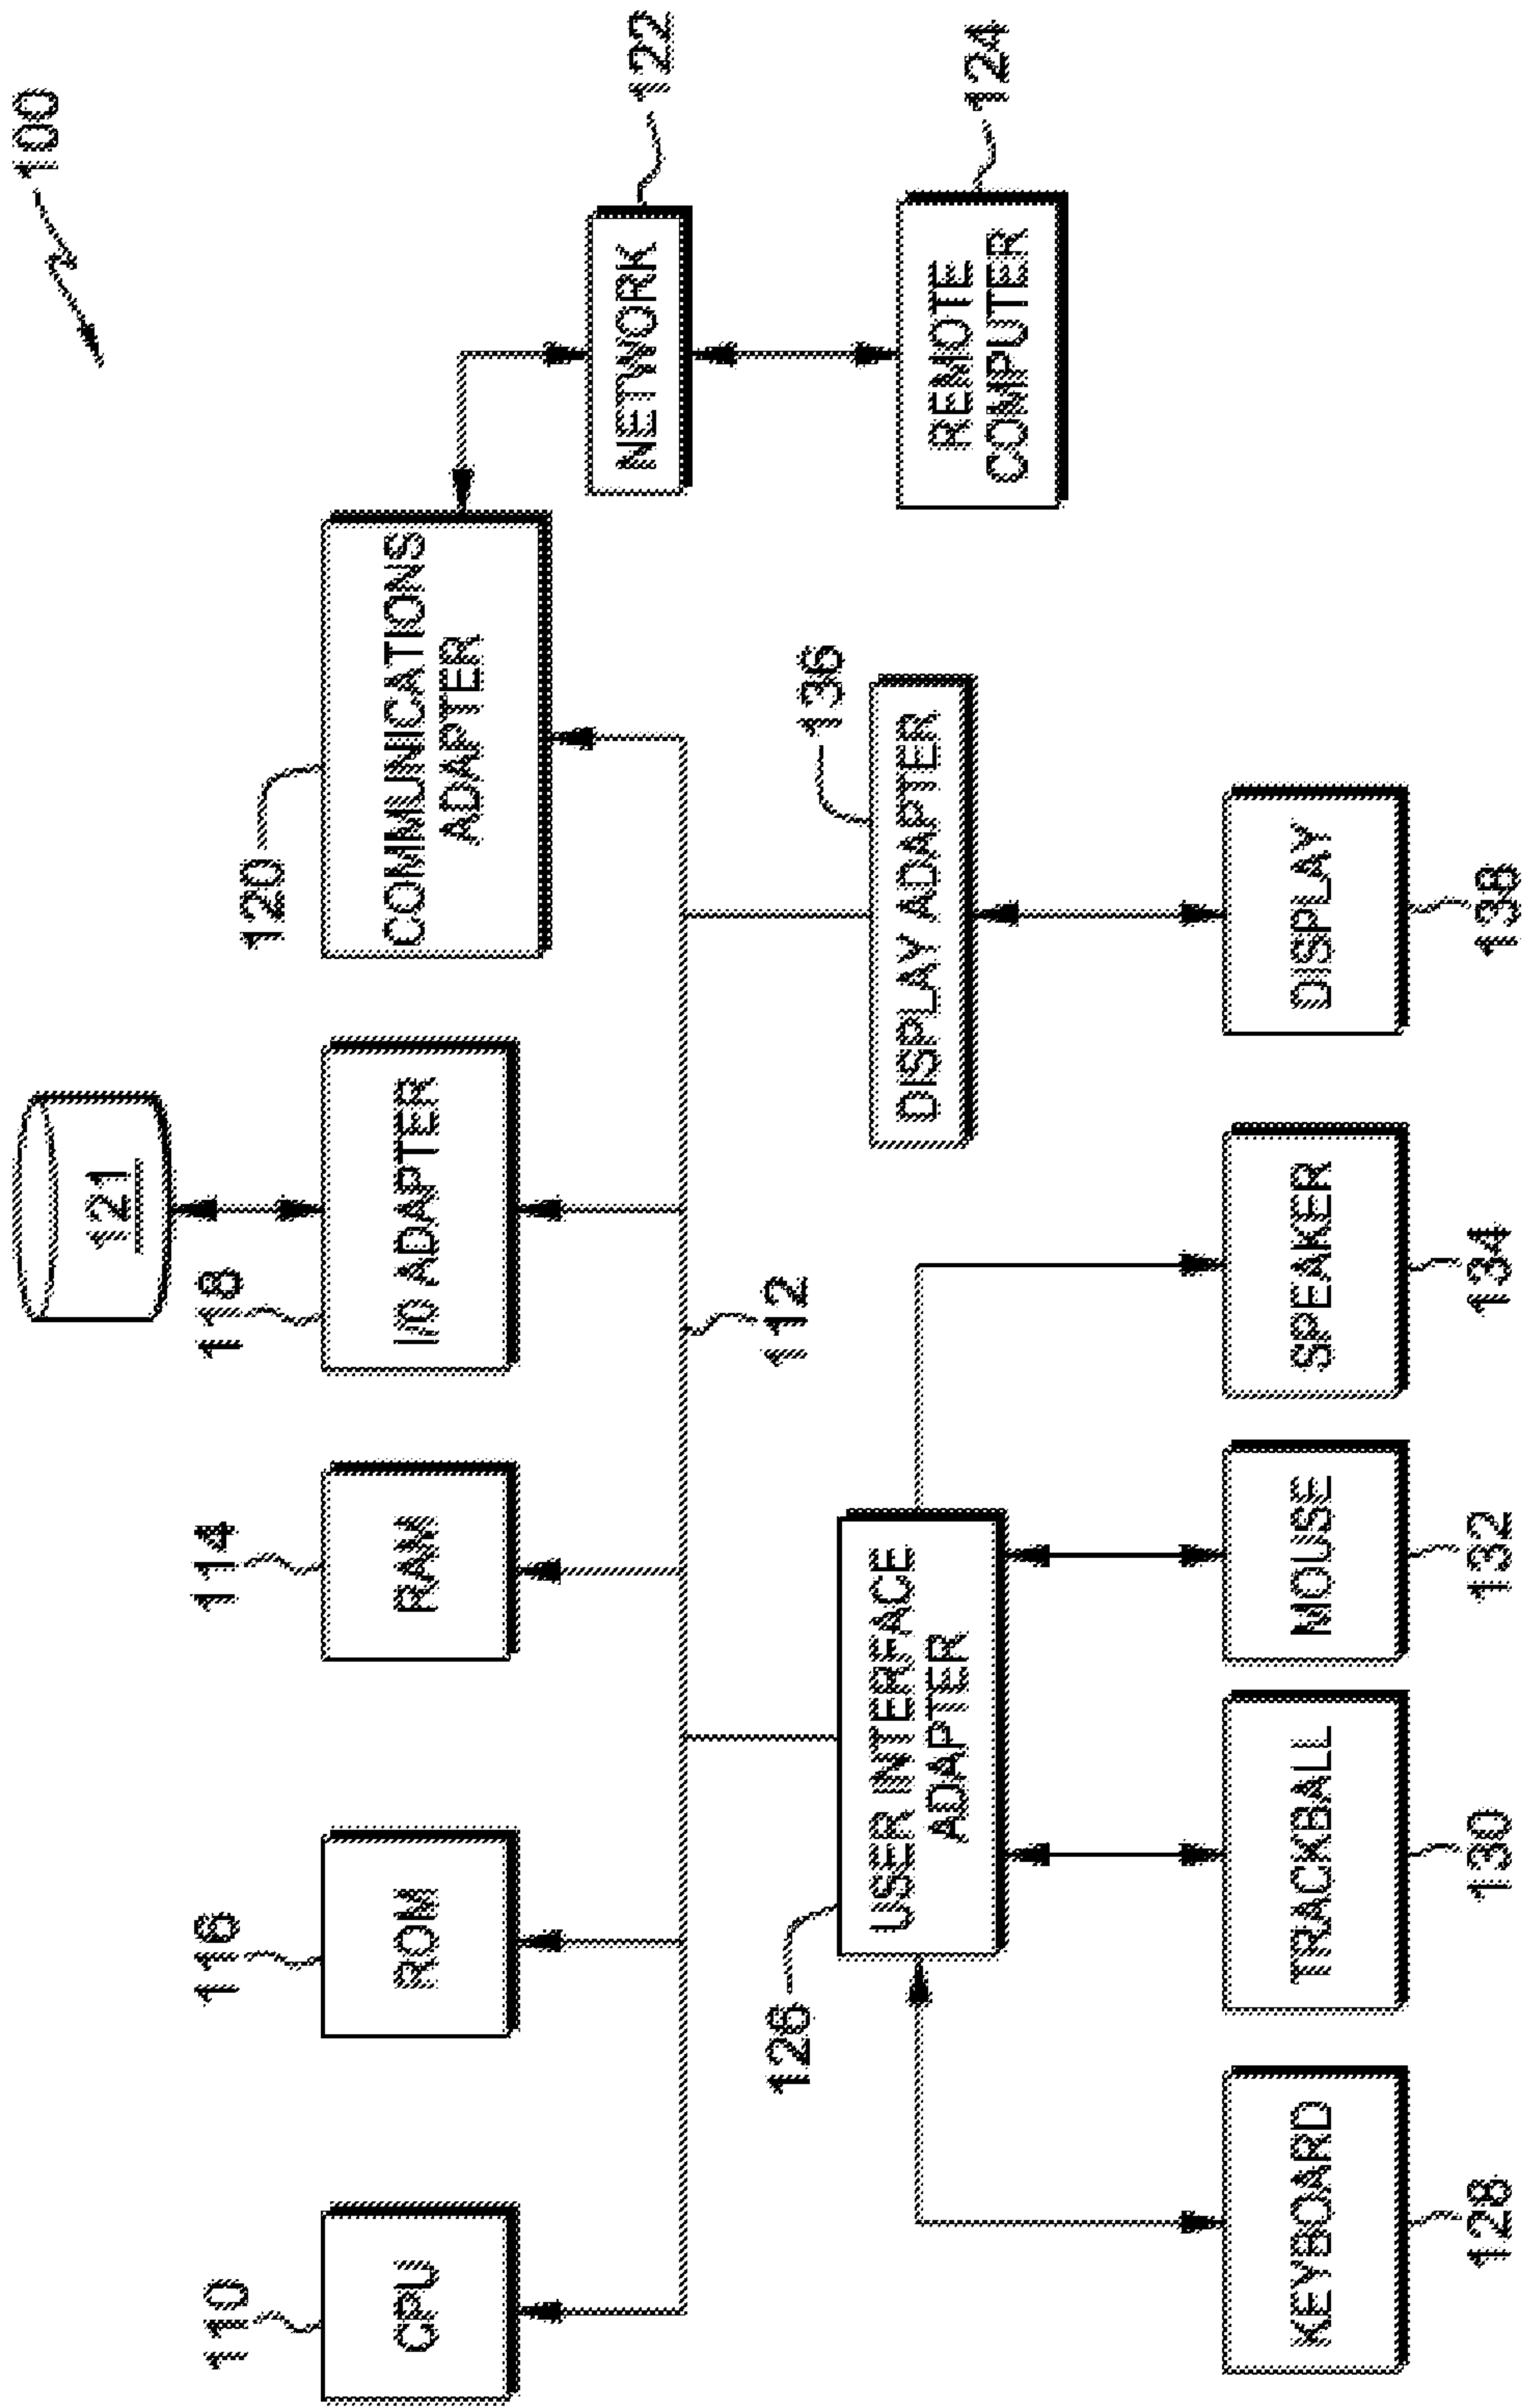 100
121
110
116
114
118
120
CPU
ROM
RAM
I/O ADAPTER
COMMUNICATIONS
ADAPTER
NETWORK
122
112
126
136
USER INTERFACE
ADAPTER
DISPLAY ADAPTER
REMOTE
COMPUTER
124
KEYBOARD
TRACKBALL
MOUSE
SPEAKER
DISPLAY
128
130
132
134
138